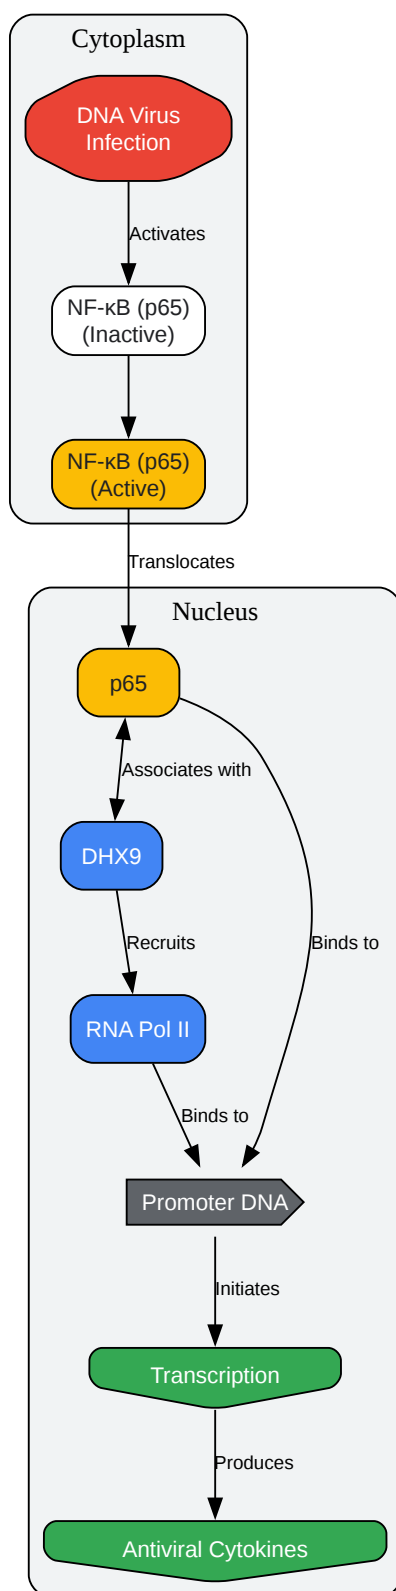 Cytoplasm
DNA Virus
Infection
Activates
NF-κB (p65)
(Inactive)
NF-κB (p65)
(Active)
Translocates
Nucleus
p65
Associates with
DHX9
Recruits
Binds to
RNA Pol II
Binds to
Promoter DNA
Initiates
Transcription
Produces
Antiviral Cytokines